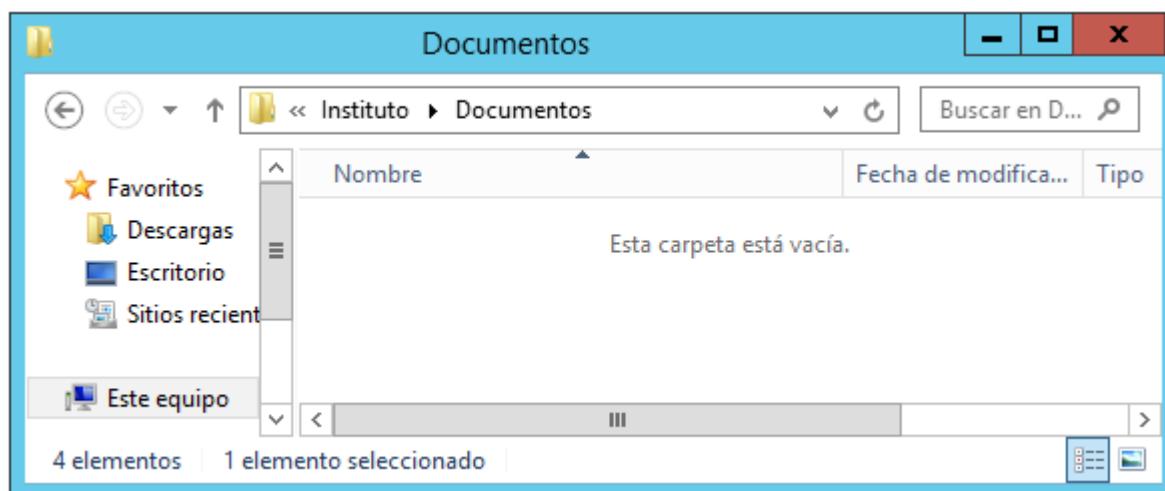 Documentos
« Instituto ▸ Documentos
Buscar en D...
Favoritos
Descargas
Escritorio
Sitios recient
Este equipo
Nombre Fecha de modifica... Tipo
Esta carpeta está vacía.
4 elementos 1 elemento seleccionado